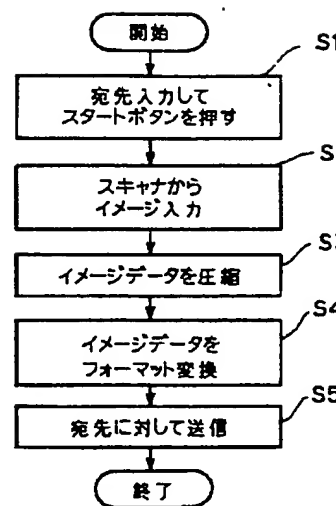 開始
S1
宛先入力して
スタートボタンを押す
S
スキャナから
イメージ入力
S3
イメージデータを圧縮
S4
イメージデータを
フォーマット変換
S5
宛先に対して送信
終了